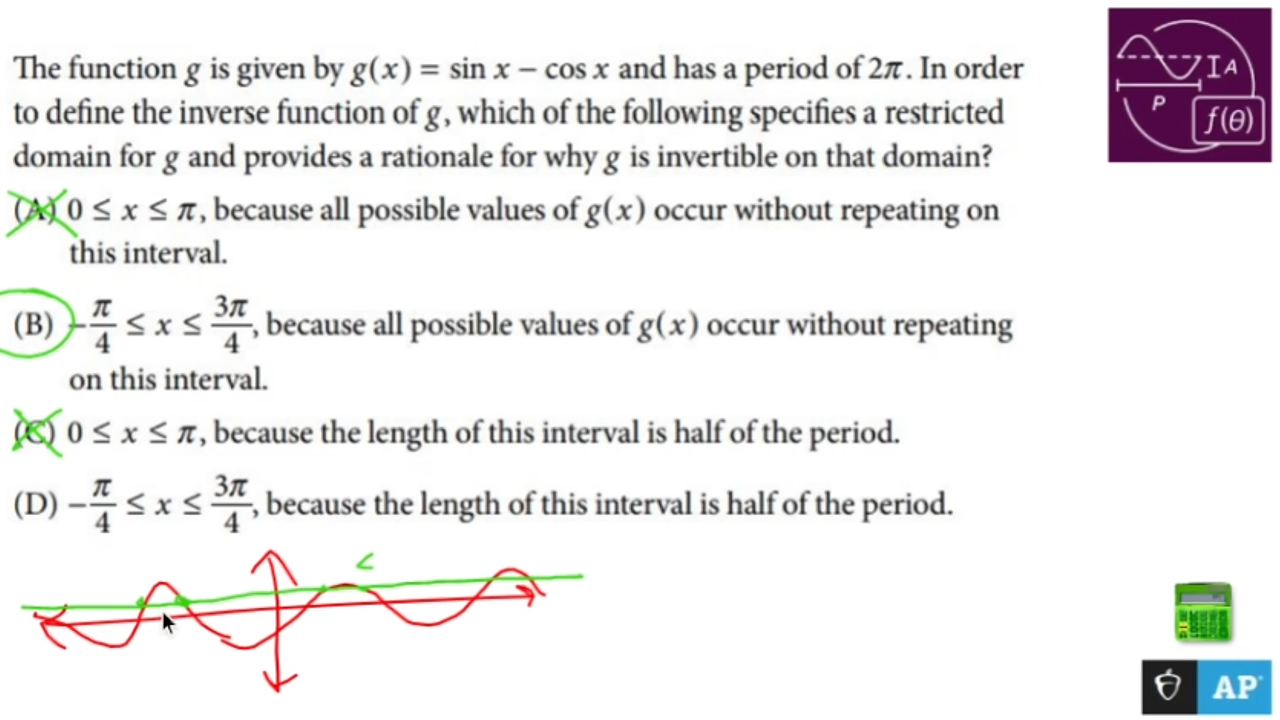 The function g is given by g(x) = sin x − cos x and has a period of 2π. In order
to define the inverse function of g, which of the following specifies a restricted
domain for g and provides a rationale for why g is invertible on that domain?
(A) 0 ≤ x ≤ π, because all possible values of g(x) occur without repeating on
this interval.
(B) −π/4 ≤ x ≤ 3π/4, because all possible values of g(x) occur without repeating
on this interval.
(C) 0 ≤ x ≤ π, because the length of this interval is half of the period.
(D) −π/4 ≤ x ≤ 3π/4, because the length of this interval is half of the period.
IA
P
f(θ)
AP